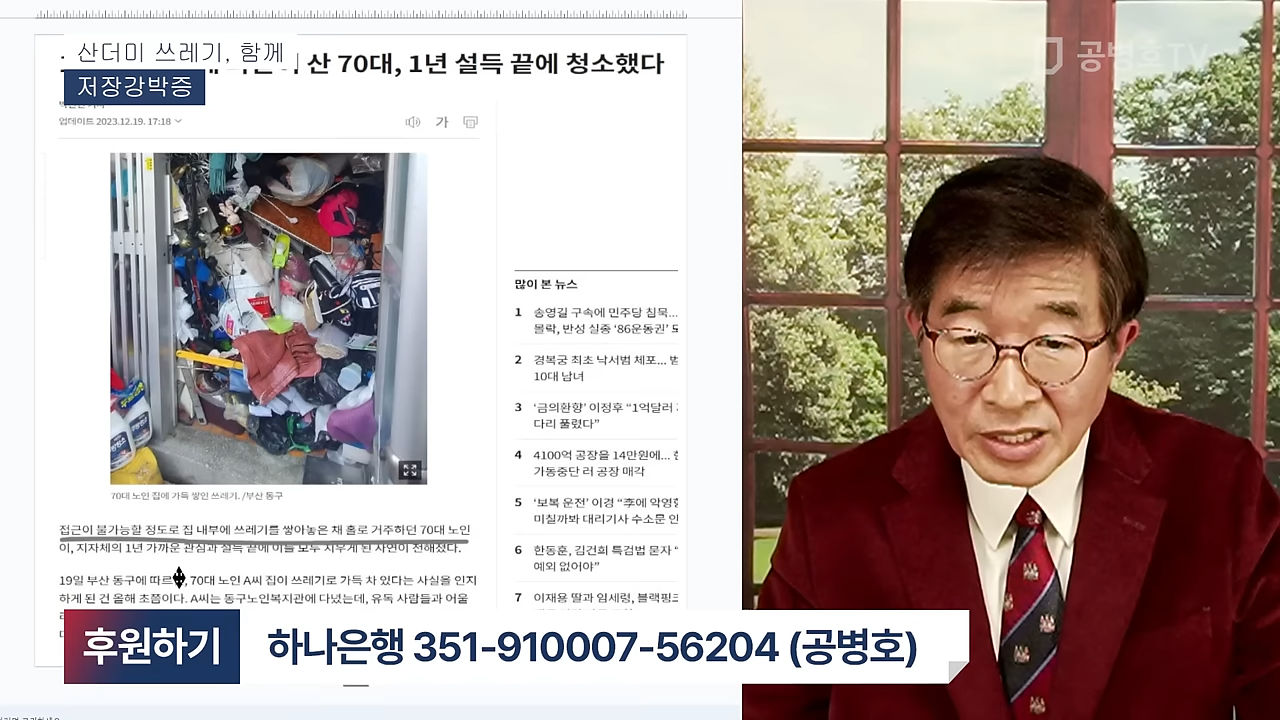 산더미 쓰레기, 함께
저장강박증
산 70대, 1년 설득 끝에 청소했다
업데이트 2023.12.19. 17:18
가
70대 노인 집에 가득 쌓인 쓰레기. /부산 동구
접근이 불가능할 정도로 집 내부에 쓰레기를 쌓아놓은 채 홀로 거주하던 70대 노인
이, 지자체의 1년 가까운 관심과 설득 끝에 이를 모두 치우게 된 사연이 전해졌다.
19일 부산 동구에 따르 70대 노인 A씨 집이 쓰레기로 가득 차 있다는 사실을 인지
하게 된 건 올해 초쯤이다. A씨는 동구노인복지관에 다녔는데, 유독 사람들과 어울
많이 본 뉴스
1 송영길 구속에 민주당 침묵...
몰락, 반성 실종 ‘86운동권’
2 경복궁 최초 낙서범 체포...
10대 남녀
3 ‘금의환향’ 이정후 “1억달러
다리 풀렸다”
4 4100억 공장을 14만원에...
가동중단 러 공장 매각
5 ‘보복 운전’ 이경 “李에 악영향
미칠까봐 대리기사 수소문
6 한동훈, 김건희 특검법 묻자 “
예외 없어야”
7 이재용 딸과 임세령, 블랙핑크
공병호TV
후원하기
하나은행 351-910007-56204 (공병호)